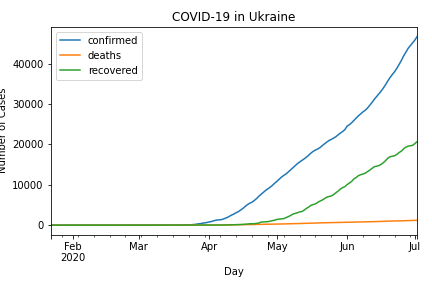 COVID-19 in Ukraine
confirmed
deaths
recovered
40000
30000
20000
10000
0
Number of Cases
Feb Mar Apr May Jun Jul
2020
Day